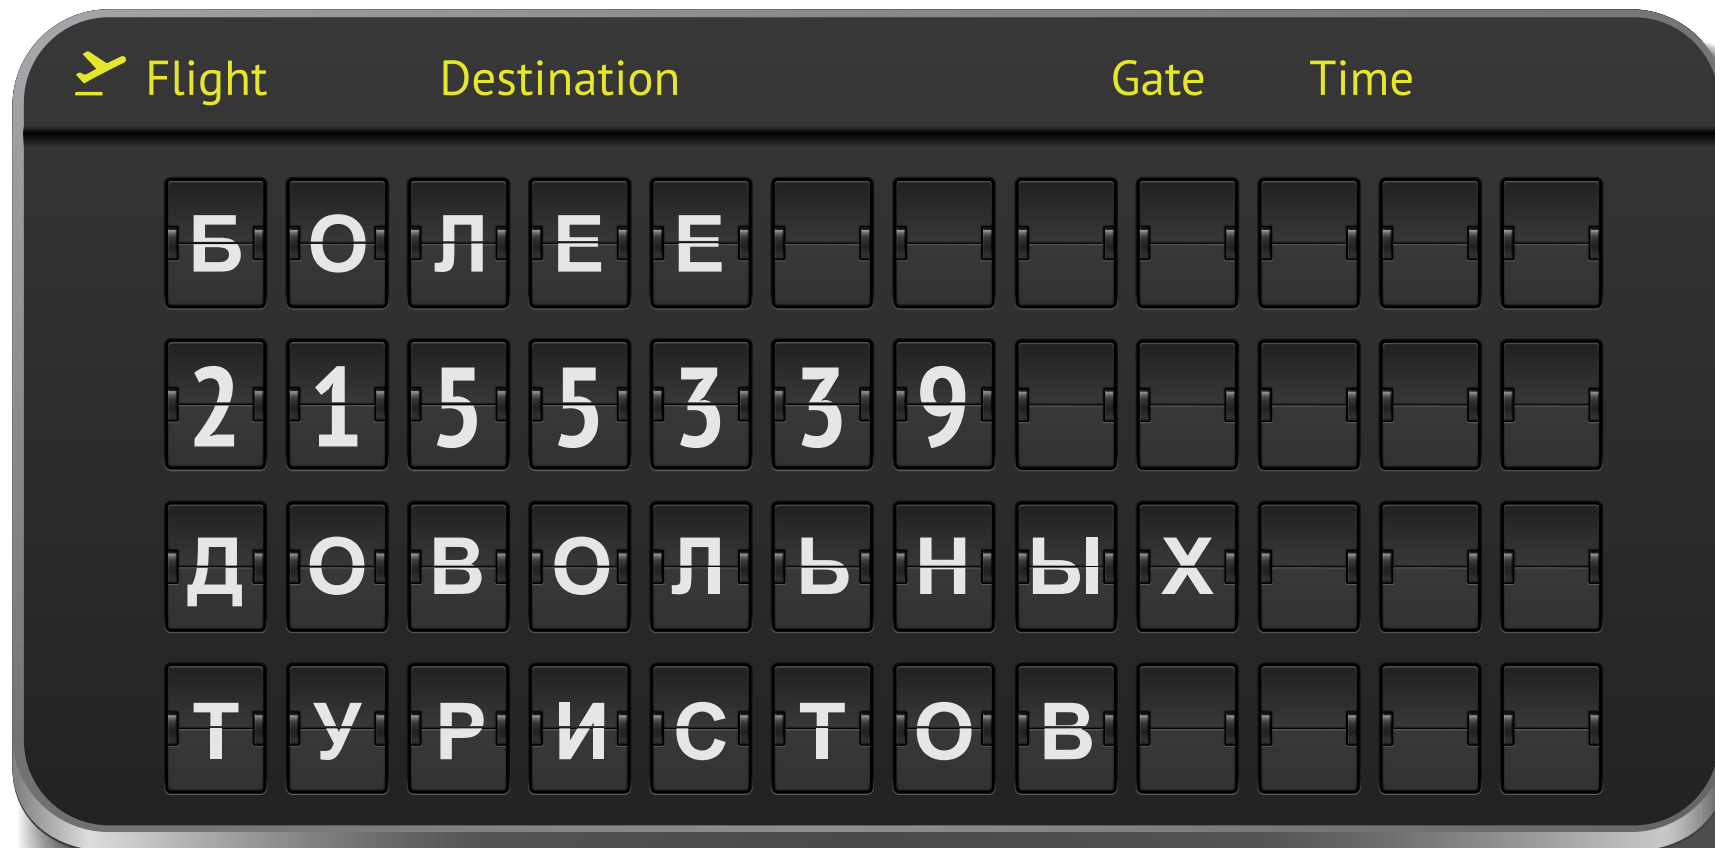 Flight Destination Gate Time
БОЛЕЕ
2155339
ДОВОЛЬНЫХ
ТУРИСТОВ